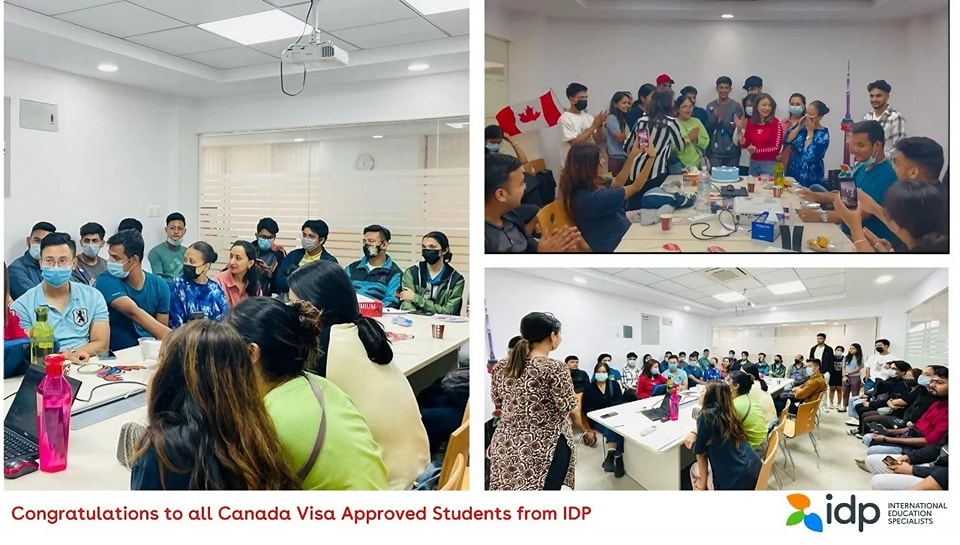 Congratulations to all Canada Visa Approved Students from IDP
idp
INTERNATIONAL
EDUCATION
SPECIALISTS